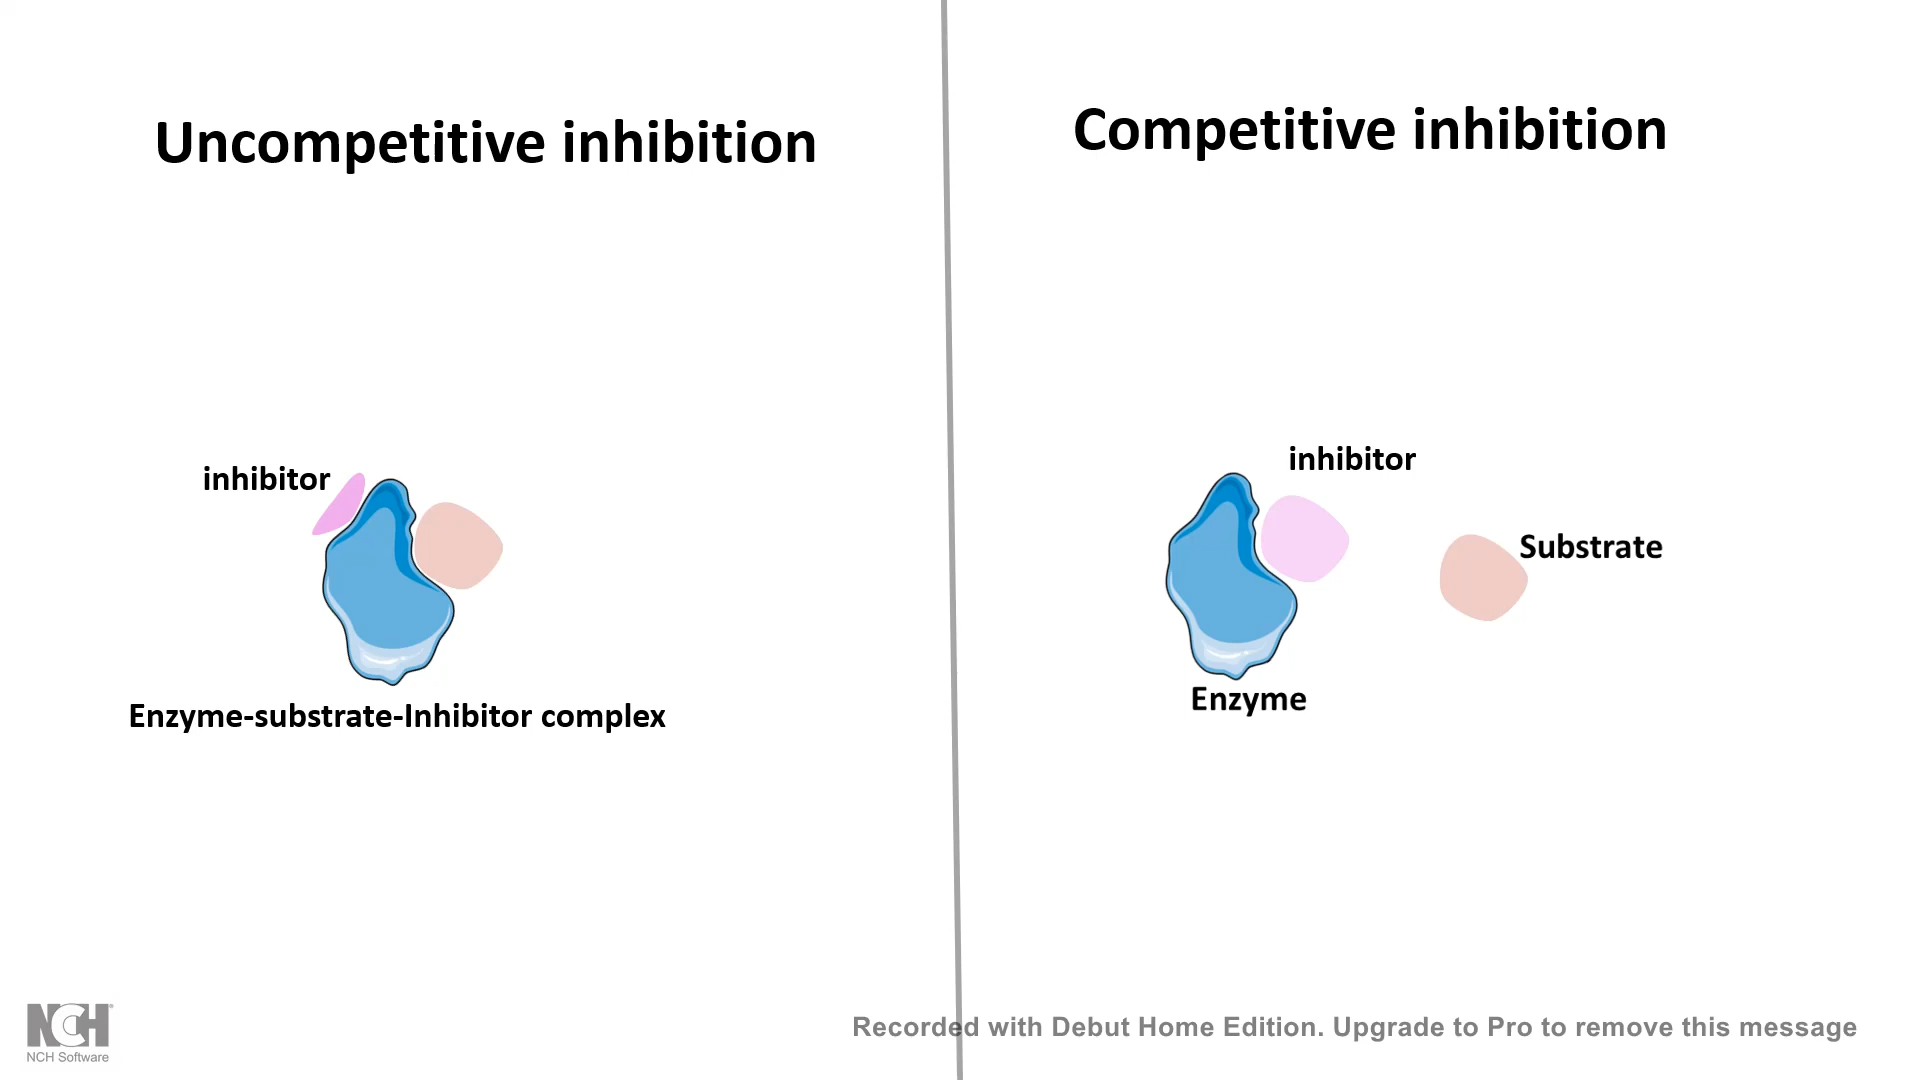 Uncompetitive inhibition
inhibitor
Enzyme-substrate-Inhibitor complex
Competitive inhibition
inhibitor
Substrate
Enzyme
NCH
NCH Software
Recorded with Debut Home Edition. Upgrade to Pro to remove this message